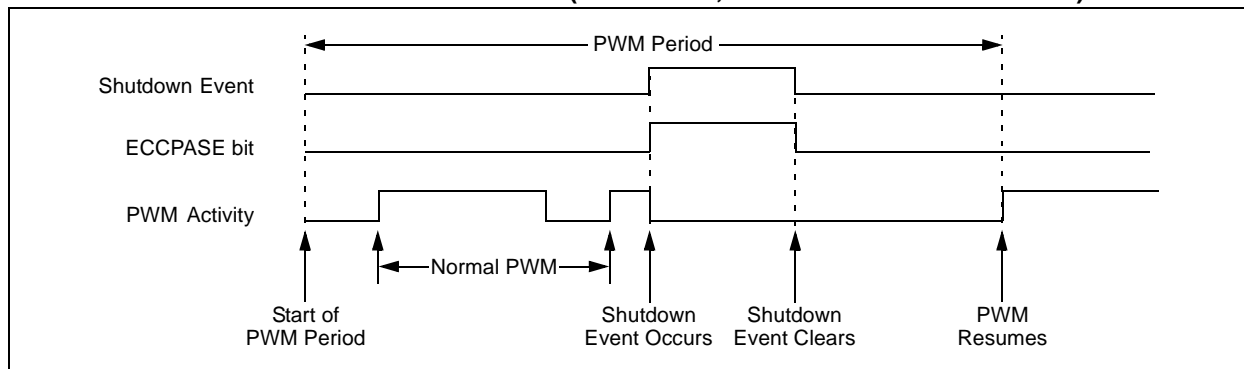 PWM Period
Shutdown Event
ECCPASE bit
PWM Activity
Normal PWM
Start of
PWM Period
Shutdown
Event Occurs
Shutdown
Event Clears
PWM
Resumes